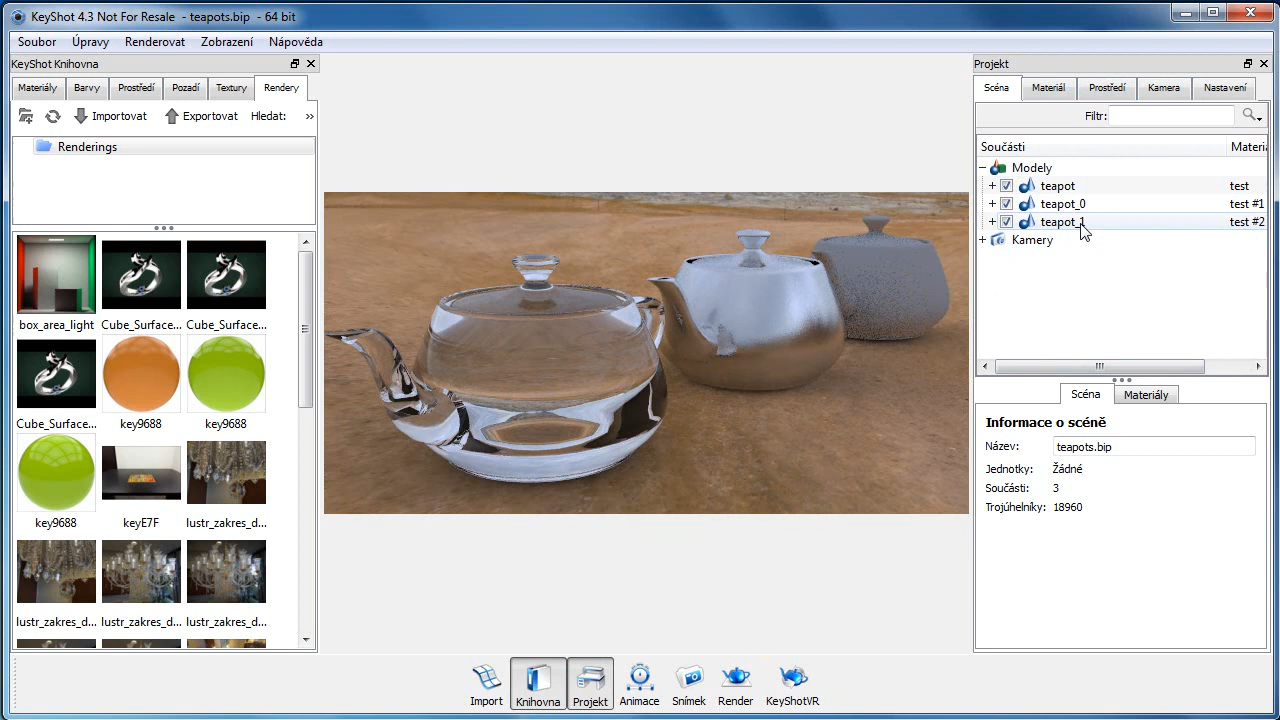 KeyShot 4.3 Not For Resale - teapots.bip - 64 bit
Soubor Úpravy Renderovat Zobrazení Nápověda
KeyShot Knihovna
Materiály Barvy Prostředí Pozadí Textury Rendery
Importovat Exportovat Hledat: »
Renderings
box_area_light Cube_Surface... Cube_Surface...
Cube_Surface... key9688 key9688
key9688 keyE7F lustr_zakres_d...
lustr_zakres_d... lustr_zakres_d... lustr_zakres_d...
Projekt
Scéna Materiál Prostředí Kamera Nastavení
Filtr:
Součásti Materiá
Modely
teapot test
teapot_0 test #1
teapot_1 test #2
Kamery
Scéna Materiály
Informace o scéně
Název: teapots.bip
Jednotky: Žádné
Součásti: 3
Trojúhelníky: 18960
Import Knihovna Projekt Animace Snímek Render KeyShotVR